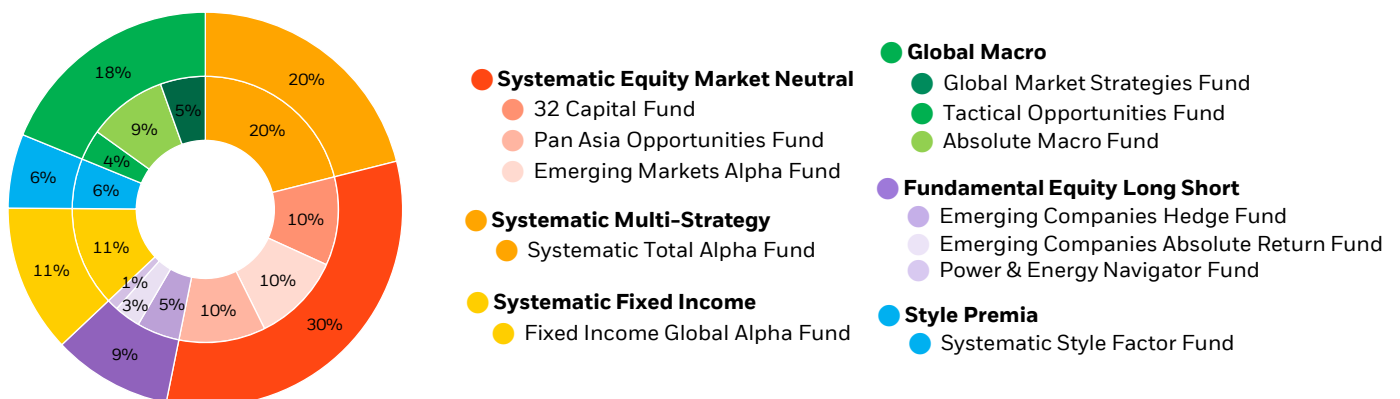 18%
20%
5%
20%
9%
4%
6%
6%
10%
11%
11%
10%
1%
3%
5%
10%
30%
9%
Systematic Equity Market Neutral
32 Capital Fund
Pan Asia Opportunities Fund
Emerging Markets Alpha Fund
Systematic Multi-Strategy
Systematic Total Alpha Fund
Systematic Fixed Income
Fixed Income Global Alpha Fund
Global Macro
Global Market Strategies Fund
Tactical Opportunities Fund
Absolute Macro Fund
Fundamental Equity Long Short
Emerging Companies Hedge Fund
Emerging Companies Absolute Return Fund
Power & Energy Navigator Fund
Style Premia
Systematic Style Factor Fund